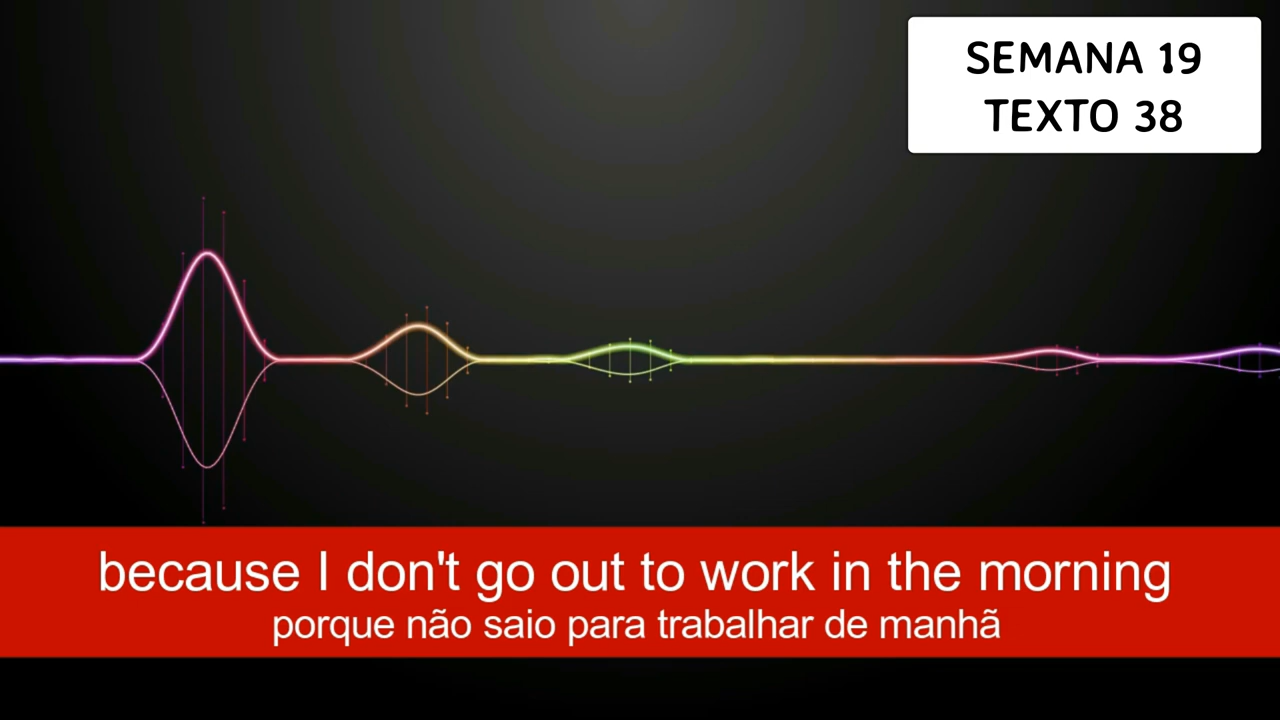 SEMANA 19
TEXTO 38
because I don't go out to work in the morning
porque não saio para trabalhar de manhã